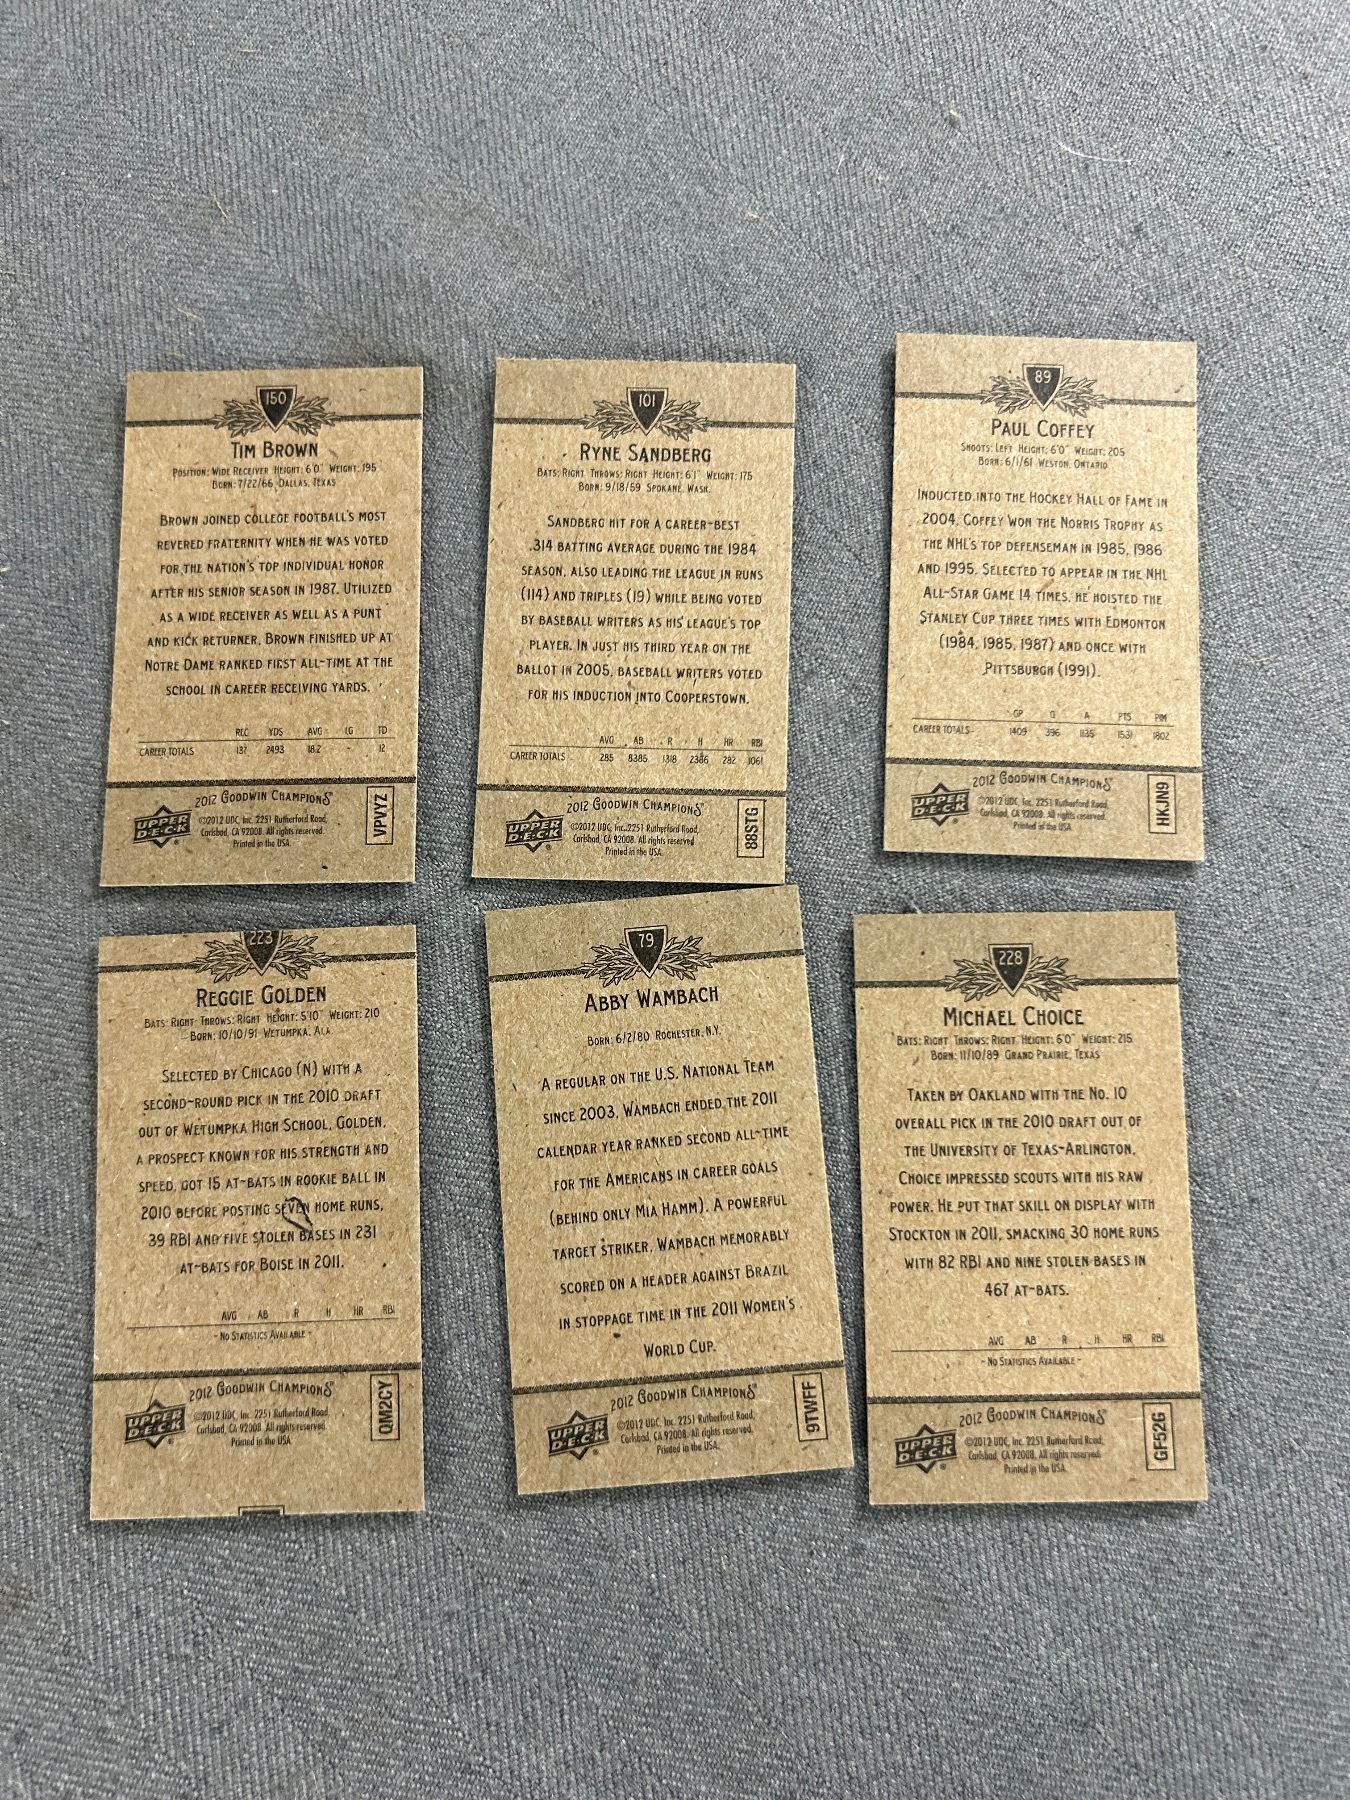 150
TIM BROWN
POSITION: WIDE RECEIVER HEIGHT: 6'0" WEIGHT: 195
BORN: 7/22/66 DALLAS, TEXAS
BROWN JOINED COLLEGE FOOTBALL'S MOST
REVERED FRATERNITY WHEN HE WAS VOTED
FOR THE NATION'S TOP INDIVIDUAL HONOR
AFTER HIS SENIOR SEASON IN 1987. UTILIZED
AS A WIDE RECEIVER AS WELL AS A PUNT
AND KICK RETURNER, BROWN FINISHED UP AT
NOTRE DAME RANKED FIRST ALL-TIME AT THE
SCHOOL IN CAREER RECEIVING YARDS.
REC YDS AVG LG TD
CAREER TOTALS 137 2493 18.2 - 12
2012 GOODWIN CHAMPIONS
UPPER DECK
©2012 UDC, Inc. 2251 Rutherford Road,
Carlsbad, CA 92008. All rights reserved.
Printed in the USA.
VPVYZ
101
RYNE SANDBERG
BATS: RIGHT THROWS: RIGHT HEIGHT: 6'1" WEIGHT: 175
BORN: 9/18/59 SPOKANE, WASH.
SANDBERG HIT FOR A CAREER-BEST
.314 BATTING AVERAGE DURING THE 1984
SEASON, ALSO LEADING THE LEAGUE IN RUNS
(114) AND TRIPLES (19) WHILE BEING VOTED
BY BASEBALL WRITERS AS HIS LEAGUE'S TOP
PLAYER. IN JUST HIS THIRD YEAR ON THE
BALLOT IN 2005, BASEBALL WRITERS VOTED
FOR HIS INDUCTION INTO COOPERSTOWN.
AVG AB R H HR RBI
CAREER TOTALS .285 8385 1318 2386 282 1061
2012 GOODWIN CHAMPIONS
UPPER DECK
©2012 UDC, Inc. 2251 Rutherford Road,
Carlsbad, CA 92008. All rights reserved.
Printed in the USA.
88STG
89
PAUL COFFEY
SHOOTS: LEFT HEIGHT: 6'0" WEIGHT: 205
BORN: 6/1/61 WESTON, ONTARIO
INDUCTED INTO THE HOCKEY HALL OF FAME IN
2004, COFFEY WON THE NORRIS TROPHY AS
THE NHL'S TOP DEFENSEMAN IN 1985, 1986
AND 1995. SELECTED TO APPEAR IN THE NHL
ALL-STAR GAME 14 TIMES, HE HOISTED THE
STANLEY CUP THREE TIMES WITH EDMONTON
(1984, 1985, 1987) AND ONCE WITH
PITTSBURGH (1991).
GP G A PTS PIM
CAREER TOTALS 1409 396 1135 1531 1802
2012 GOODWIN CHAMPIONS
UPPER DECK
©2012 UDC, Inc. 2251 Rutherford Road,
Carlsbad, CA 92008. All rights reserved.
Printed in the USA.
HKJN9
223
REGGIE GOLDEN
BATS: RIGHT THROWS: RIGHT HEIGHT: 5'10" WEIGHT: 210
BORN: 10/10/91 WETUMPKA, ALA.
SELECTED BY CHICAGO (N) WITH A
SECOND-ROUND PICK IN THE 2010 DRAFT
OUT OF WETUMPKA HIGH SCHOOL, GOLDEN,
A PROSPECT KNOWN FOR HIS STRENGTH AND
SPEED, GOT 15 AT-BATS IN ROOKIE BALL IN
2010 BEFORE POSTING SEVEN HOME RUNS,
39 RBI AND FIVE STOLEN BASES IN 231
AT-BATS FOR BOISE IN 2011.
AVG AB R H HR RBI
- NO STATISTICS AVAILABLE -
2012 GOODWIN CHAMPIONS
UPPER DECK
©2012 UDC, Inc. 2251 Rutherford Road,
Carlsbad, CA 92008. All rights reserved.
Printed in the USA.
QM2CY
79
ABBY WAMBACH
BORN: 6/2/80 ROCHESTER, N.Y.
A REGULAR ON THE U.S. NATIONAL TEAM
SINCE 2003, WAMBACH ENDED THE 2011
CALENDAR YEAR RANKED SECOND ALL-TIME
FOR THE AMERICANS IN CAREER GOALS
(BEHIND ONLY MIA HAMM). A POWERFUL
TARGET STRIKER, WAMBACH MEMORABLY
SCORED ON A HEADER AGAINST BRAZIL
IN STOPPAGE TIME IN THE 2011 WOMEN'S
WORLD CUP.
2012 GOODWIN CHAMPIONS
UPPER DECK
©2012 UDC, Inc. 2251 Rutherford Road,
Carlsbad, CA 92008. All rights reserved.
Printed in the USA.
9TWFF
228
MICHAEL CHOICE
BATS: RIGHT THROWS: RIGHT HEIGHT: 6'0" WEIGHT: 215
BORN: 11/10/89 GRAND PRAIRIE, TEXAS
TAKEN BY OAKLAND WITH THE NO. 10
OVERALL PICK IN THE 2010 DRAFT OUT OF
THE UNIVERSITY OF TEXAS-ARLINGTON,
CHOICE IMPRESSED SCOUTS WITH HIS RAW
POWER. HE PUT THAT SKILL ON DISPLAY WITH
STOCKTON IN 2011, SMACKING 30 HOME RUNS
WITH 82 RBI AND NINE STOLEN BASES IN
467 AT-BATS.
AVG AB R H HR RBI
- NO STATISTICS AVAILABLE -
2012 GOODWIN CHAMPIONS
UPPER DECK
©2012 UDC, Inc. 2251 Rutherford Road,
Carlsbad, CA 92008. All rights reserved.
Printed in the USA.
GF52G